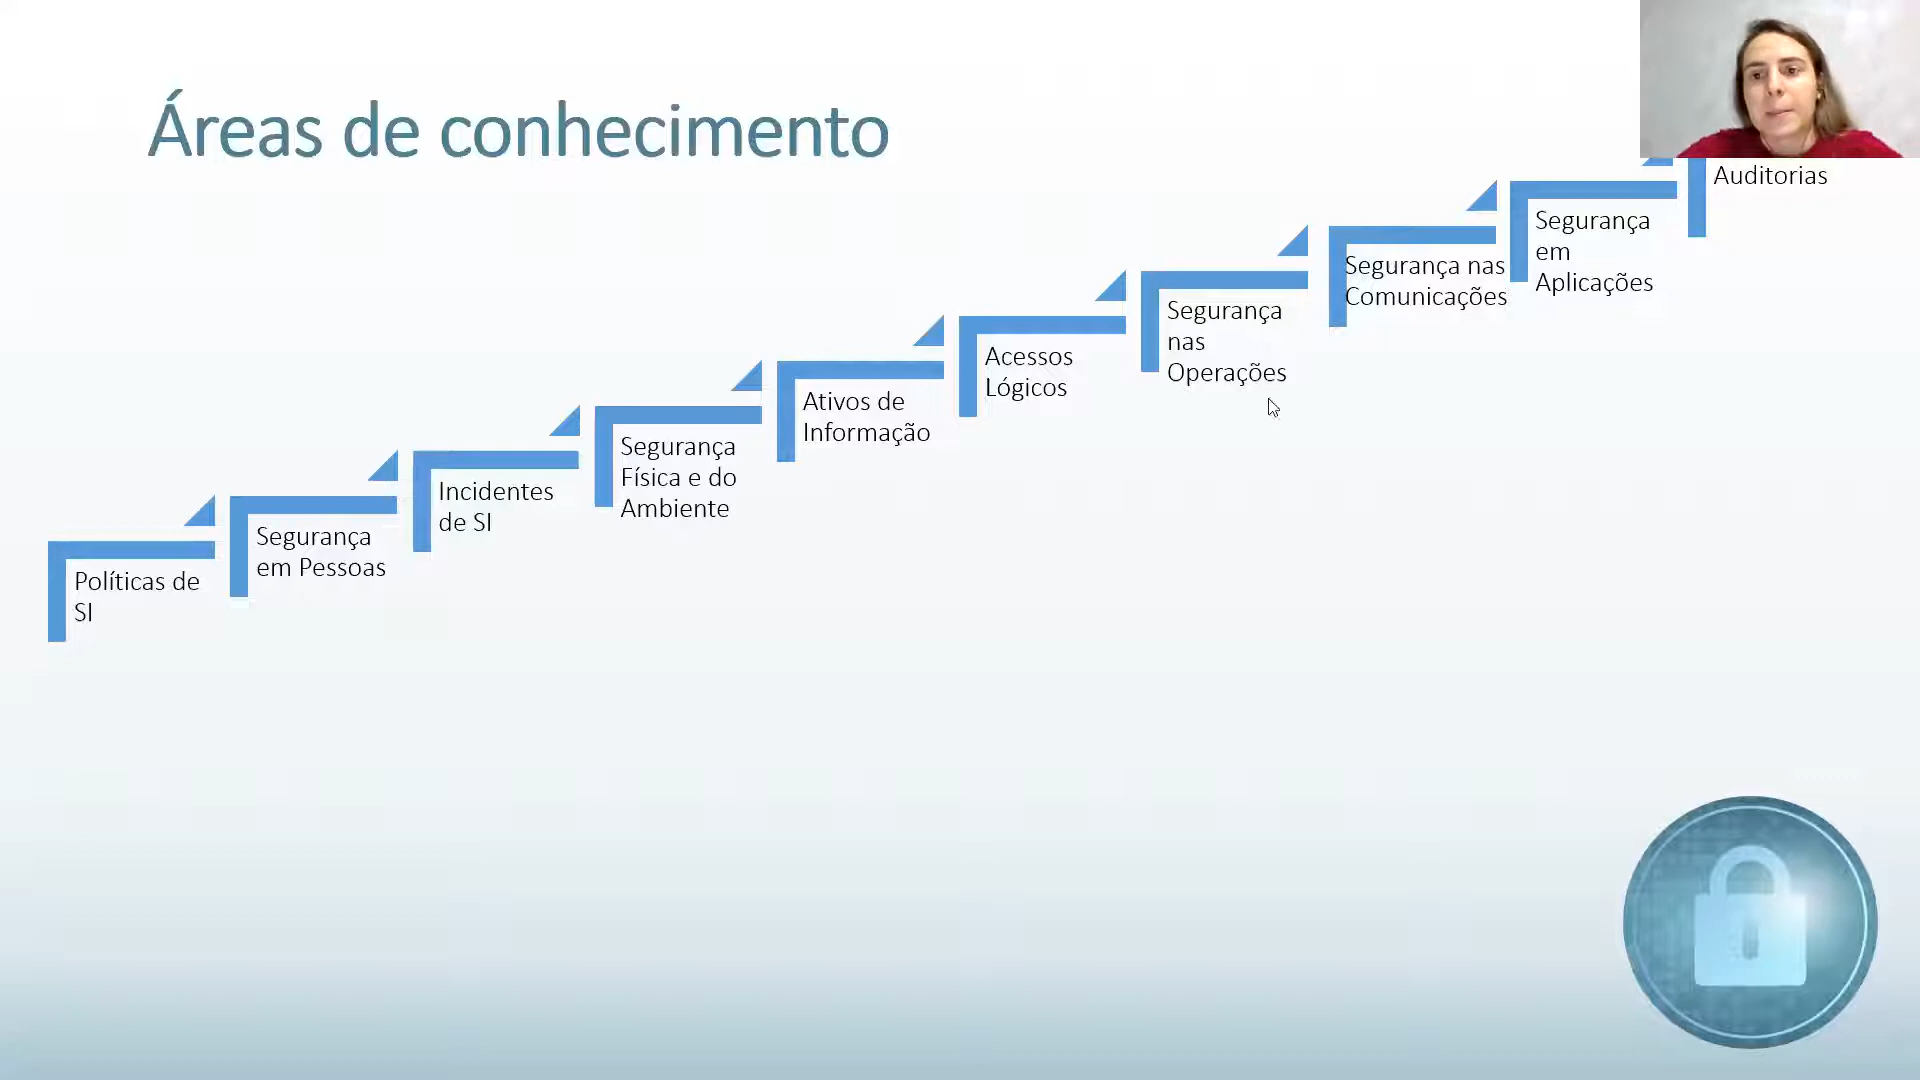 Áreas de conhecimento
Políticas de
SI
Segurança
em Pessoas
Incidentes
de SI
Segurança
Física e do
Ambiente
Ativos de
Informação
Acessos
Lógicos
Segurança
nas
Operações
Segurança nas
Comunicações
Segurança
em
Aplicações
Auditorias